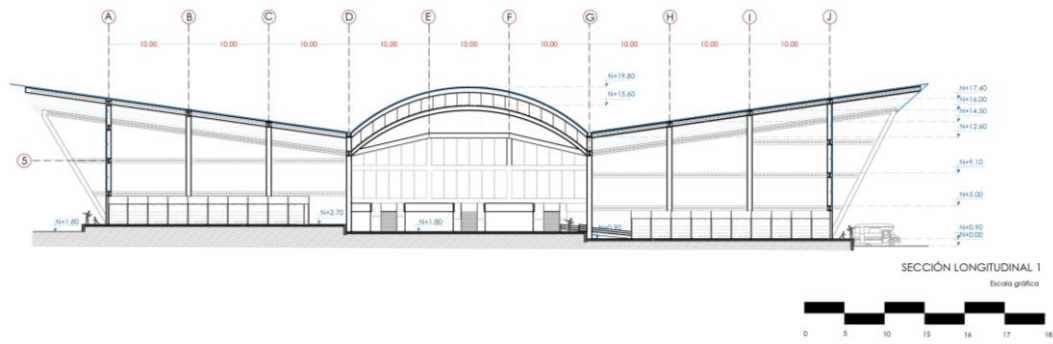 A B C D E F G H I J
10.00 10.00 10.00 10.00 10.00 10.00 10.00 10.00 10.00
N+19.80
N+15.60
N+17.40
N+16.00
N+14.50
N+12.60
5
N+9.10
N+5.00
N+1.80
N+2.70
N+1.80
N+0.90
N+0.00
SECCIÓN LONGITUDINAL 1
Escala gráfica
0 5 10 15 16 17 18